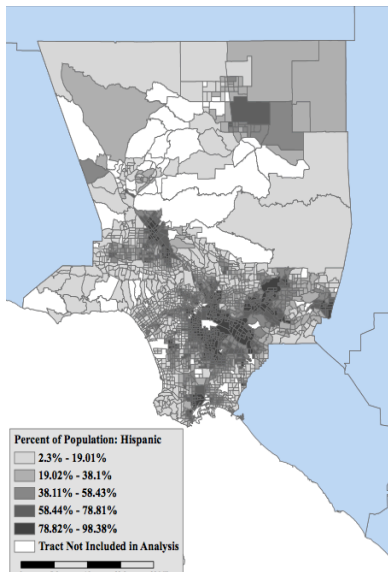 Percent of Population: Hispanic
2.3% - 19.01%
19.02% - 38.1%
38.11% - 58.43%
58.44% - 78.81%
78.82% - 98.38%
Tract Not Included in Analysis